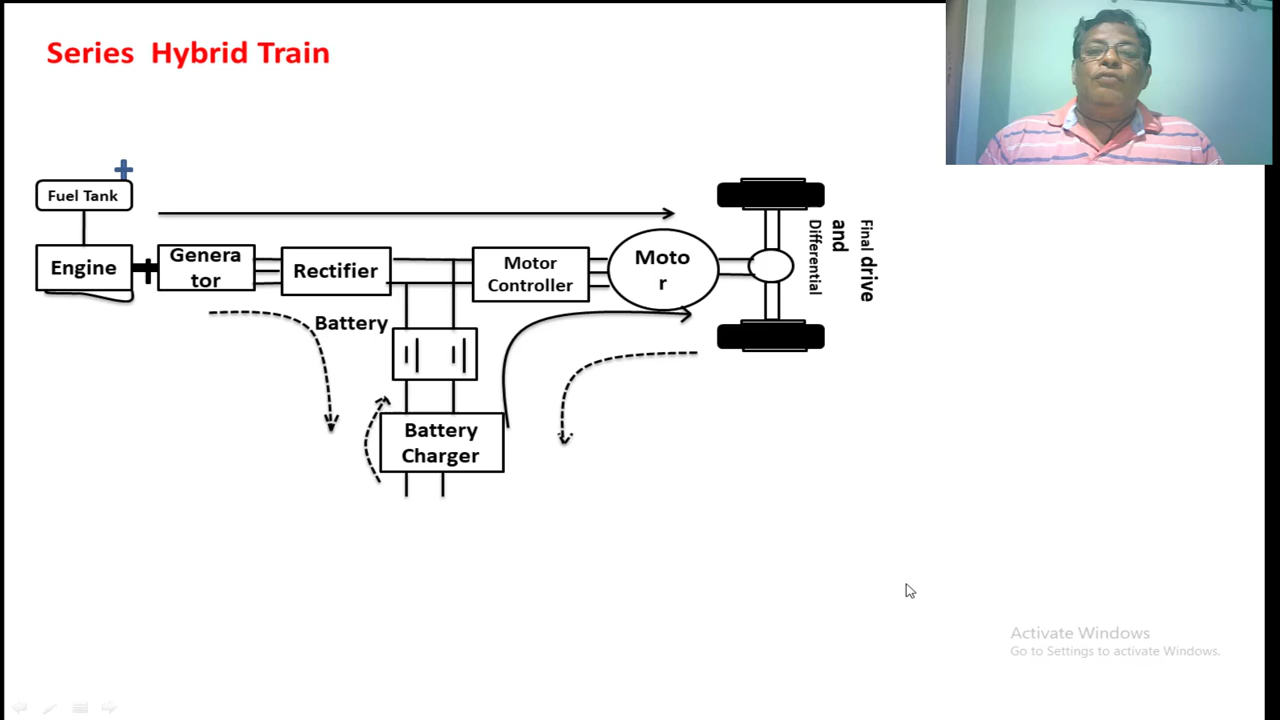 Series  Hybrid Train
Fuel Tank
Engine
Genera
tor
Rectifier
Motor
Controller
Moto
r
Final drive
and
Differential
Battery
Battery
Charger
Activate Windows
Go to Settings to activate Windows.